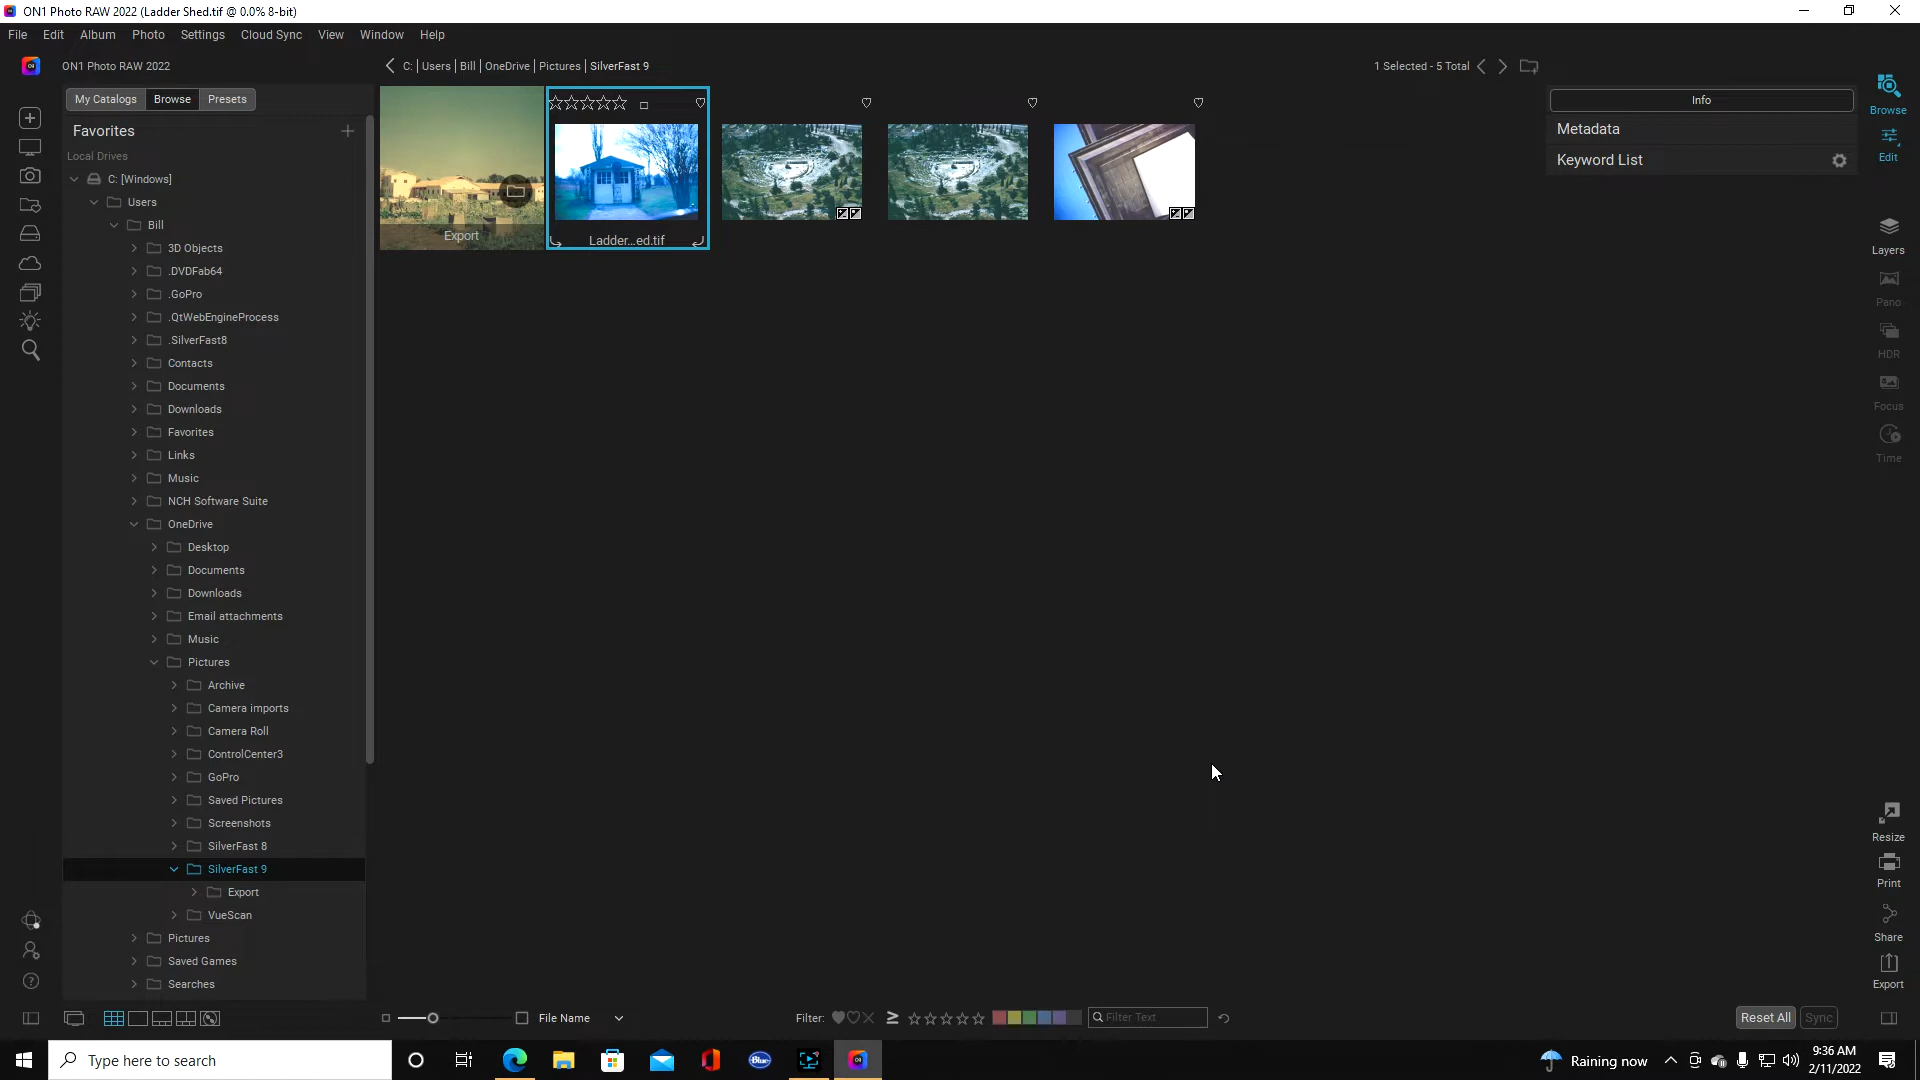 ON1 Photo RAW 2022 (Ladder Shed.tif @ 0.0% 8-bit)
File Edit Album Photo Settings Cloud Sync View Window Help
ON1 Photo RAW 2022
C: Users Bill OneDrive Pictures SilverFast 9
1 Selected - 5 Total
My Catalogs Browse Presets
Favorites
Local Drives
C: [Windows]
Users
Bill
3D Objects
.DVDFab64
.GoPro
.QtWebEngineProcess
.SilverFast8
Contacts
Documents
Downloads
Favorites
Links
Music
NCH Software Suite
OneDrive
Desktop
Documents
Downloads
Email attachments
Music
Pictures
Archive
Camera imports
Camera Roll
ControlCenter3
GoPro
Saved Pictures
Screenshots
SilverFast 8
SilverFast 9
Export
VueScan
Pictures
Saved Games
Searches
Export
Ladder...ed.tif
Info
Metadata
Keyword List
Browse
Edit
Layers
Pano
HDR
Focus
Time
Resize
Print
Share
Export
File Name
Filter:
Filter Text
Reset All Sync
Type here to search
Blue
Raining now
9:36 AM
2/11/2022